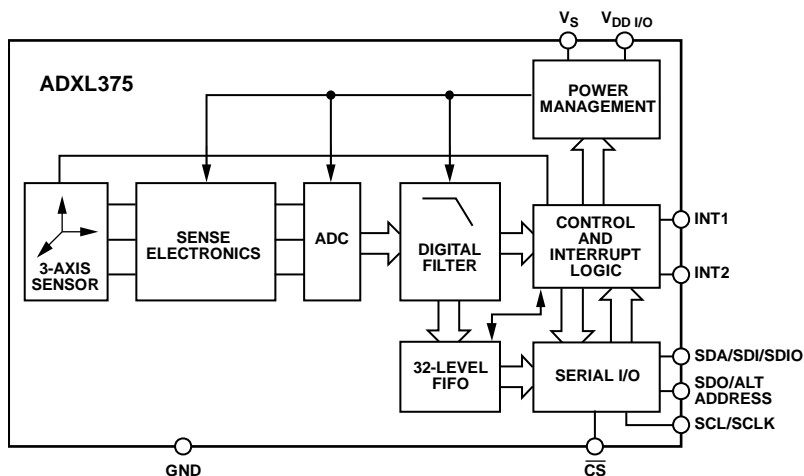 V_S
V_DD I/O
ADXL375
POWER
MANAGEMENT
3-AXIS
SENSOR
SENSE
ELECTRONICS
ADC
DIGITAL
FILTER
CONTROL
AND
INTERRUPT
LOGIC
INT1
INT2
32-LEVEL
FIFO
SERIAL I/O
SDA/SDI/SDIO
SDO/ALT
ADDRESS
SCL/SCLK
GND
C̅S̅